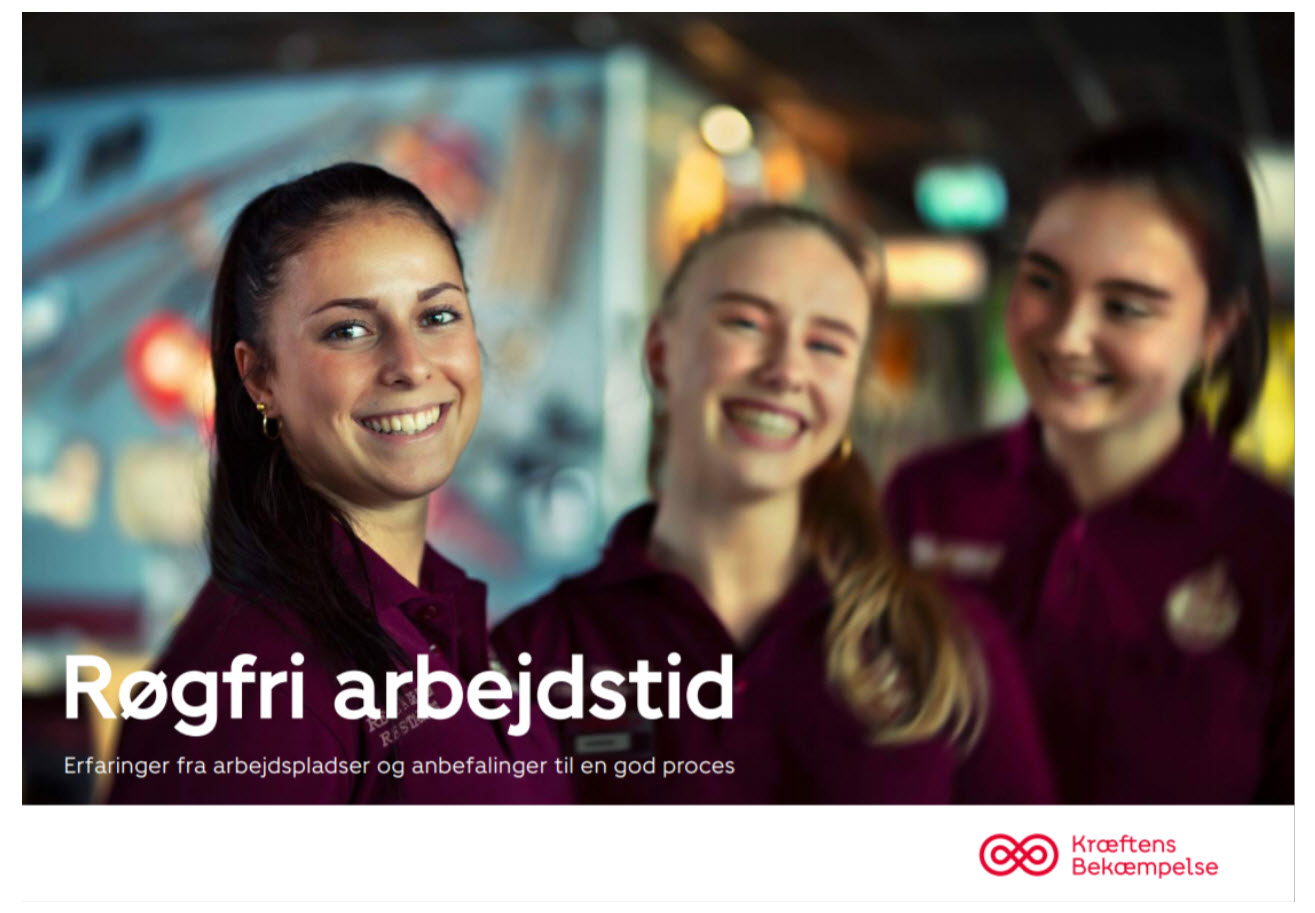 Røgfri arbejdstid
Erfaringer fra arbejdspladser og anbefalinger til en god proces
Kræftens
Bekæmpelse